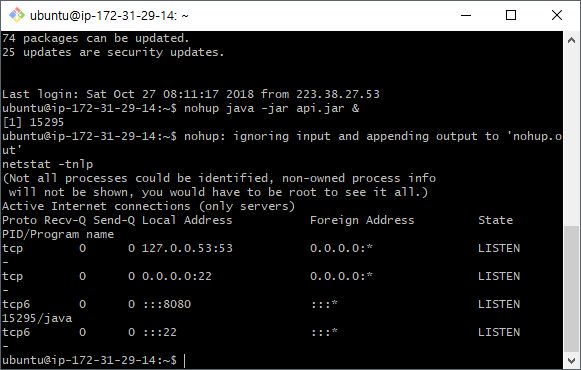 ubuntu@ip-172-31-29-14: ~
74 packages can be updated.
25 updates are security updates.
Last login: Sat Oct 27 08:11:17 2018 from 223.38.27.53
ubuntu@ip-172-31-29-14:~$ nohup java -jar api.jar &
[1] 15295
ubuntu@ip-172-31-29-14:~$ nohup: ignoring input and appending output to 'nohup.o
ut'
netstat -tnlp
(Not all processes could be identified, non-owned process info
 will not be shown, you would have to be root to see it all.)
Active Internet connections (only servers)
Proto Recv-Q Send-Q Local Address           Foreign Address         State
PID/Program name
tcp        0      0 127.0.0.53:53           0.0.0.0:*               LISTEN
-
tcp        0      0 0.0.0.0:22              0.0.0.0:*               LISTEN
-
tcp6       0      0 :::8080                 :::*                    LISTEN
15295/java
tcp6       0      0 :::22                   :::*                    LISTEN
-
ubuntu@ip-172-31-29-14:~$